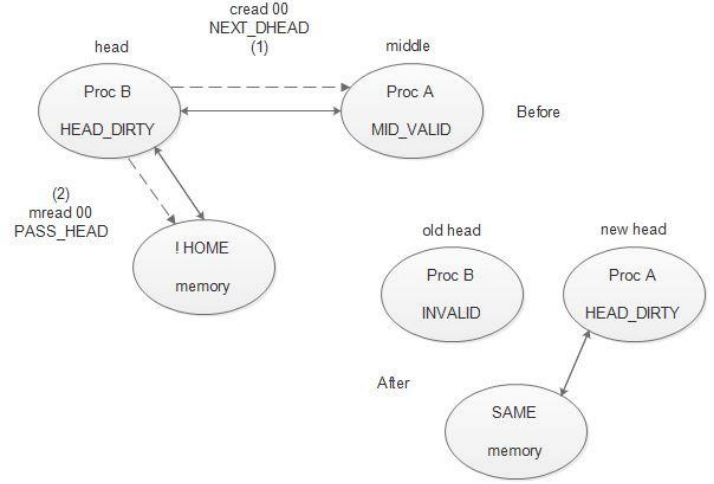 cread 00
NEXT_DHEAD
(1)
head
middle
Proc B
HEAD_DIRTY
Proc A
MID_VALID
Before
(2)
mread 00
PASS_HEAD
! HOME
memory
old head
new head
Proc B
INVALID
Proc A
HEAD_DIRTY
After
SAME
memory